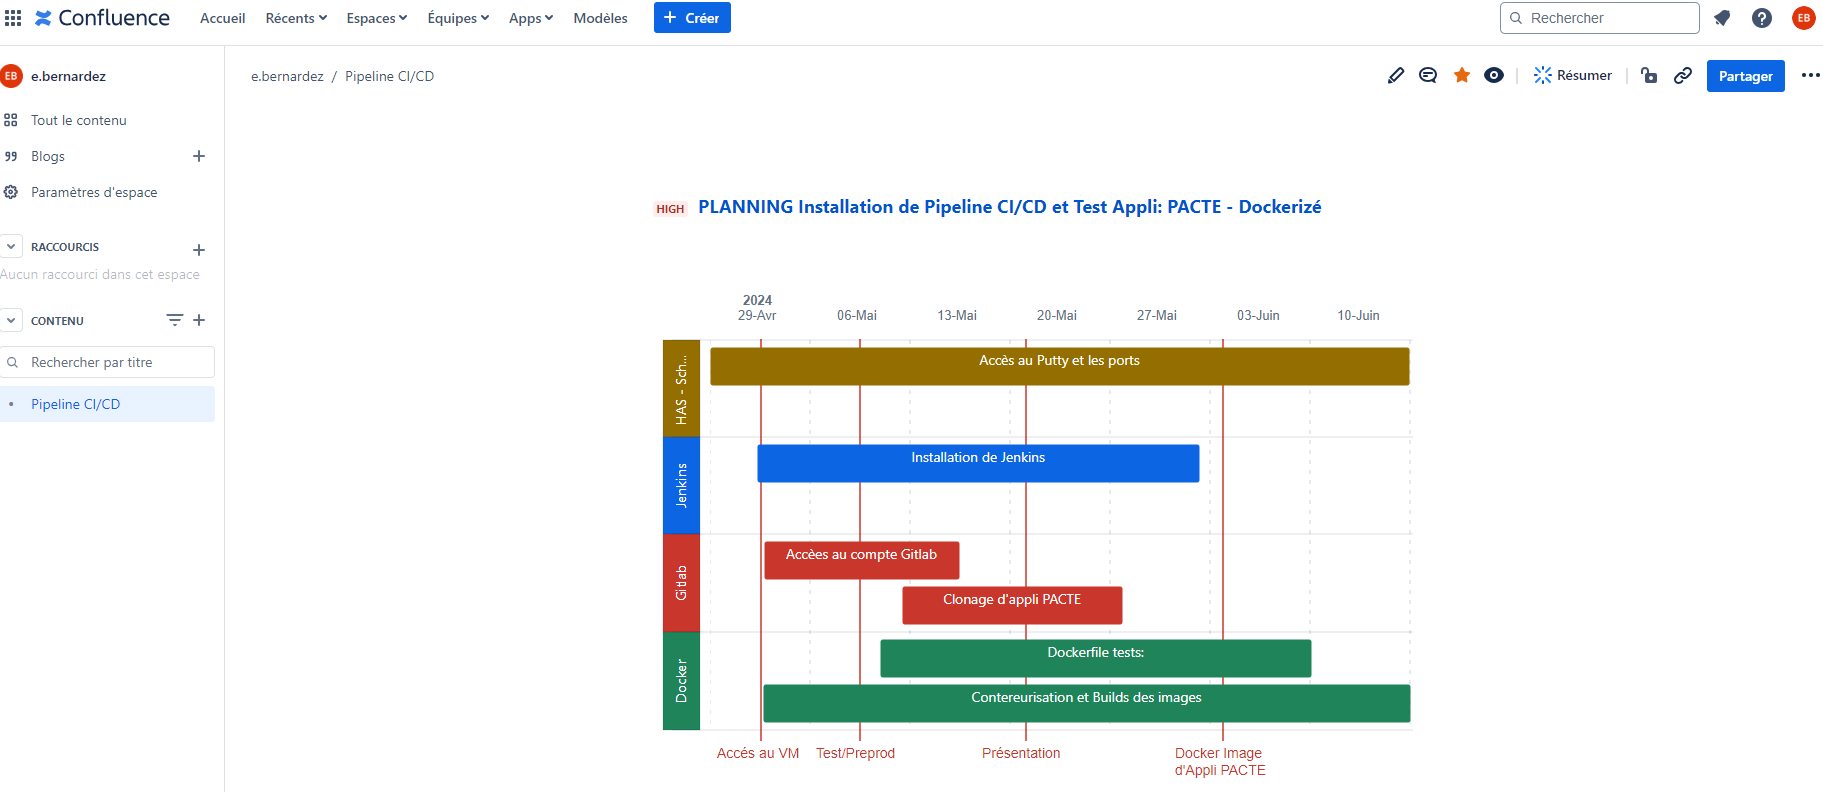 Confluence
Accueil
Récents
Espaces
Équipes
Apps
Modèles
+ Créer
Rechercher
EB
EB
e.bernardez
Tout le contenu
Blogs
Paramètres d'espace
RACCOURCIS
Aucun raccourci dans cet espace
CONTENU
Rechercher par titre
Pipeline CI/CD
e.bernardez / Pipeline CI/CD
Résumer
Partager
HIGH PLANNING Installation de Pipeline CI/CD et Test Appli: PACTE - Dockerizé
2024
29-Avr
06-Mai
13-Mai
20-Mai
27-Mai
03-Juin
10-Juin
HAS - Sch...
Accès au Putty et les ports
Jenkins
Installation de Jenkins
Gitlab
Accèes au compte Gitlab
Clonage d'appli PACTE
Docker
Dockerfile tests:
Contereurisation et Builds des images
Accés au VM
Test/Preprod
Présentation
Docker Image
d'Appli PACTE